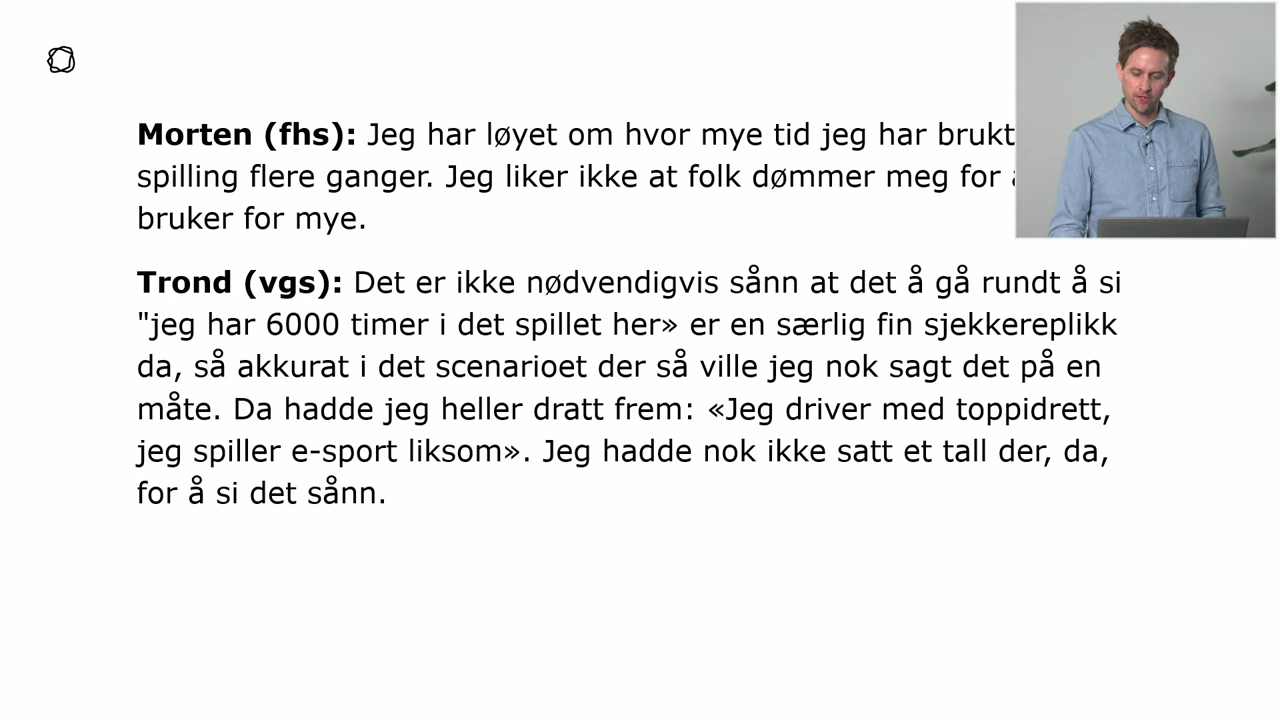 Morten (fhs): Jeg har løyet om hvor mye tid jeg har brukt
spilling flere ganger. Jeg liker ikke at folk dømmer meg for
bruker for mye.
Trond (vgs): Det er ikke nødvendigvis sånn at det å gå rundt å si
"jeg har 6000 timer i det spillet her» er en særlig fin sjekkereplikk
da, så akkurat i det scenarioet der så ville jeg nok sagt det på en
måte. Da hadde jeg heller dratt frem: «Jeg driver med toppidrett,
jeg spiller e-sport liksom». Jeg hadde nok ikke satt et tall der, da,
for å si det sånn.